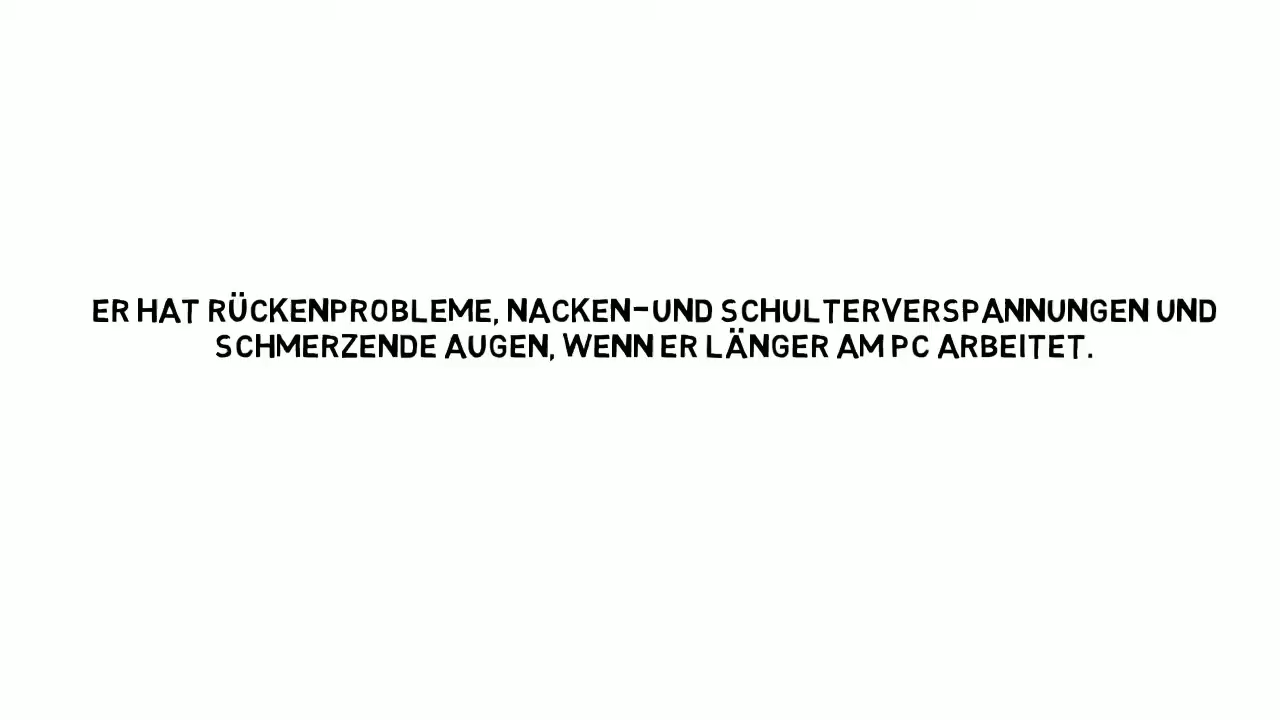 ER HAT RÜCKENPROBLEME, NACKEN-UND SCHULTERVERSPANNUNGEN UND
SCHMERZENDE AUGEN, WENN ER LÄNGER AM PC ARBEITET.